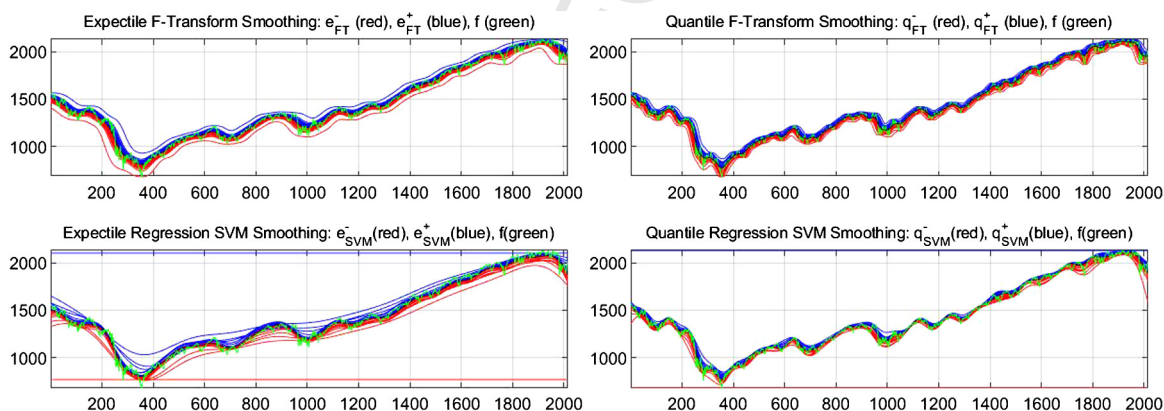 Expectile F-Transform Smoothing: e⁻FT (red), e⁺FT (blue), f (green)
2000
1500
1000
200 400 600 800 1000 1200 1400 1600 1800 2000
Quantile F-Transform Smoothing: q⁻FT (red), q⁺FT (blue), f (green)
2000
1500
1000
200 400 600 800 1000 1200 1400 1600 1800 2000
Expectile Regression SVM Smoothing: e⁻SVM(red), e⁺SVM(blue), f(green)
2000
1500
1000
200 400 600 800 1000 1200 1400 1600 1800 2000
Quantile Regression SVM Smoothing: q⁻SVM(red), q⁺SVM(blue), f(green)
2000
1500
1000
200 400 600 800 1000 1200 1400 1600 1800 2000